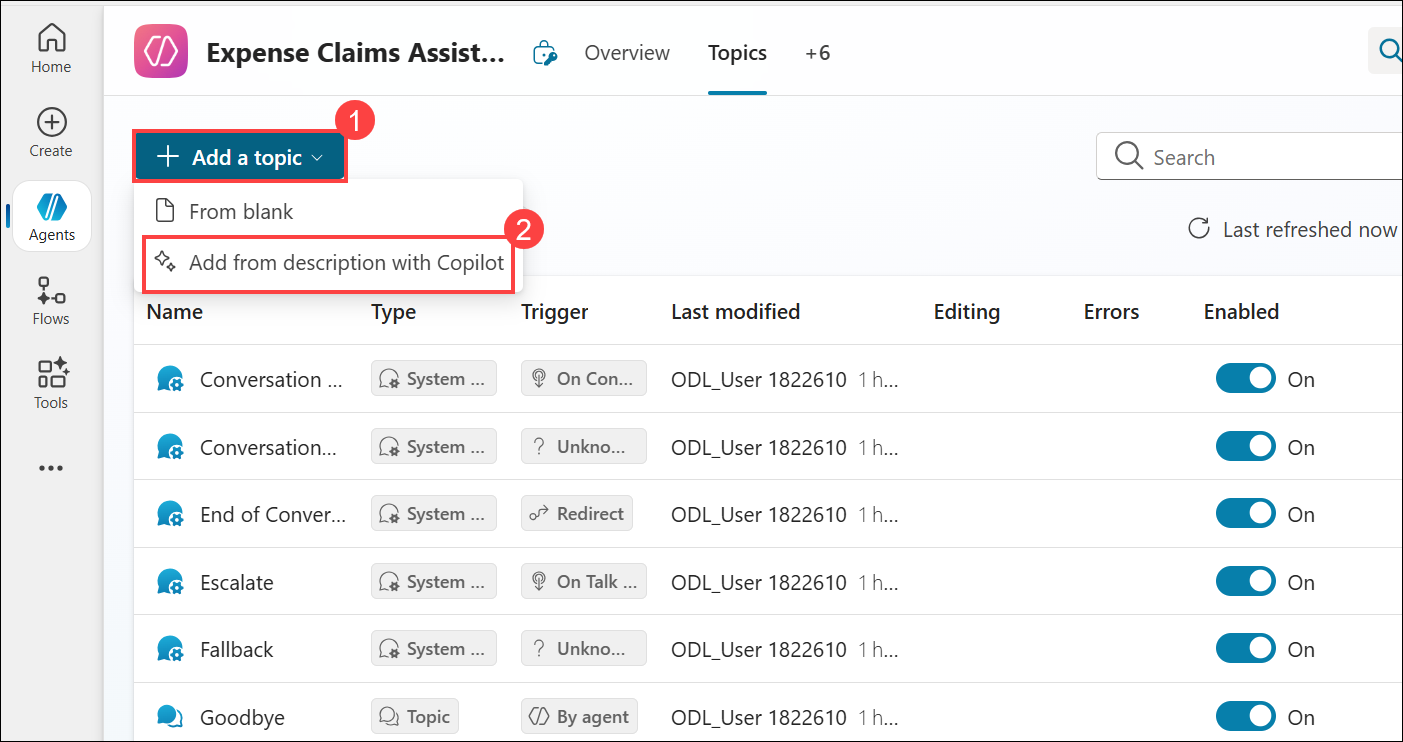 Home
Create
Agents
Flows
Tools
Expense Claims Assist...
Overview
Topics
+6
1
Add a topic
From blank
2
Add from description with Copilot
Search
Last refreshed now
Name Type Trigger Last modified Editing Errors Enabled
Conversation ... System ... On Con... ODL_User 1822610 1 h... On
Conversation... System ... ? Unkno... ODL_User 1822610 1 h... On
End of Conver... System ... Redirect ODL_User 1822610 1 h... On
Escalate System ... On Talk ... ODL_User 1822610 1 h... On
Fallback System ... ? Unkno... ODL_User 1822610 1 h... On
Goodbye Topic By agent ODL_User 1822610 1 h... On